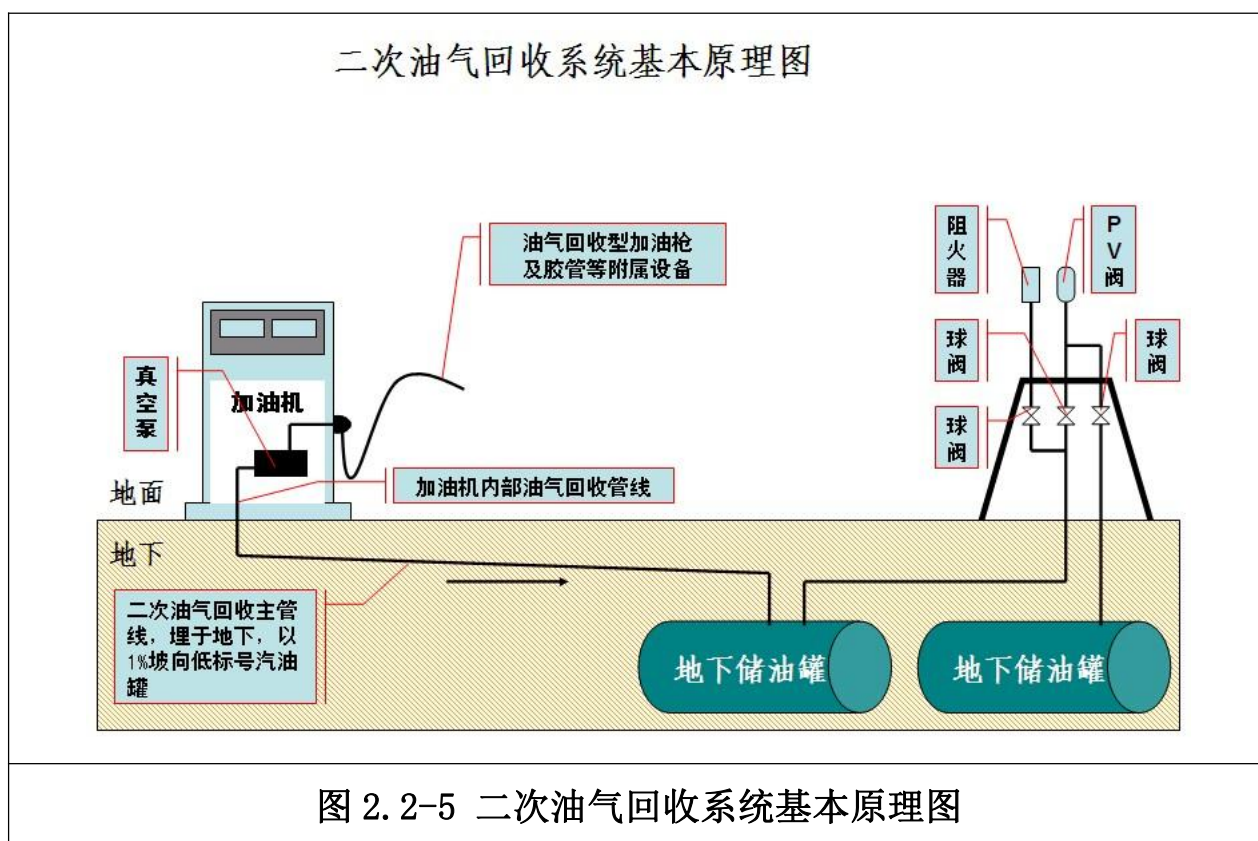 二次油气回收系统基本原理图
油气回收型加油枪
及胶管等附属设备
阻
火
器
P
V
阀
球
阀
球
阀
球
阀
真
空
泵
加油机
加油机内部油气回收管线
地面
地下
二次油气回收主管
线，埋于地下，以
1%坡向低标号汽油
罐
地下储油罐
地下储油罐
图 2.2-5 二次油气回收系统基本原理图